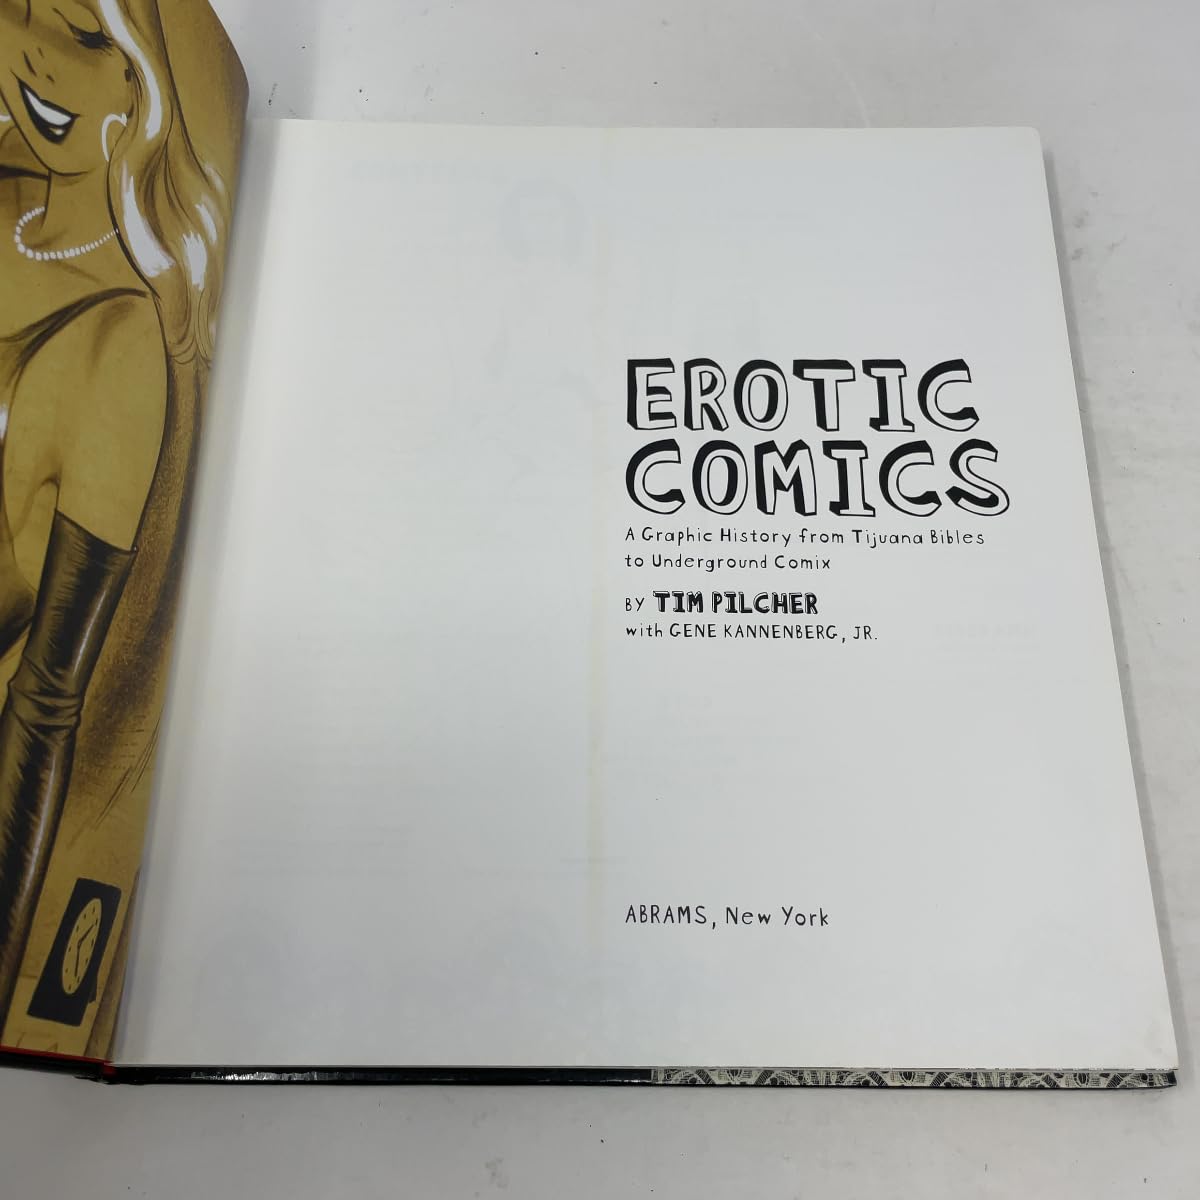 EROTIC
COMICS
A Graphic History from Tijuana Bibles
to Underground Comix
BY TIM PILCHER
with GENE KANNENBERG, JR.
ABRAMS, New York